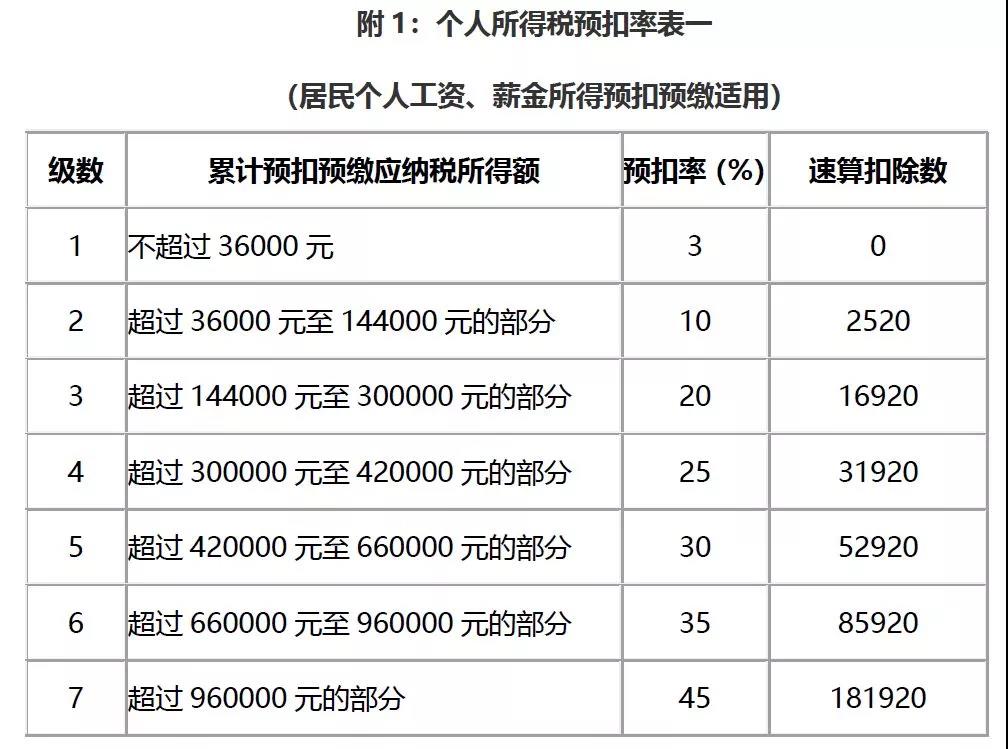 附 1：个人所得税预扣率表一
（居民个人工资、薪金所得预扣预缴适用）
级数 累计预扣预缴应纳税所得额 预扣率 (%) 速算扣除数
1 不超过 36000 元 3 0
2 超过 36000 元至 144000 元的部分 10 2520
3 超过 144000 元至 300000 元的部分 20 16920
4 超过 300000 元至 420000 元的部分 25 31920
5 超过 420000 元至 660000 元的部分 30 52920
6 超过 660000 元至 960000 元的部分 35 85920
7 超过 960000 元的部分 45 181920